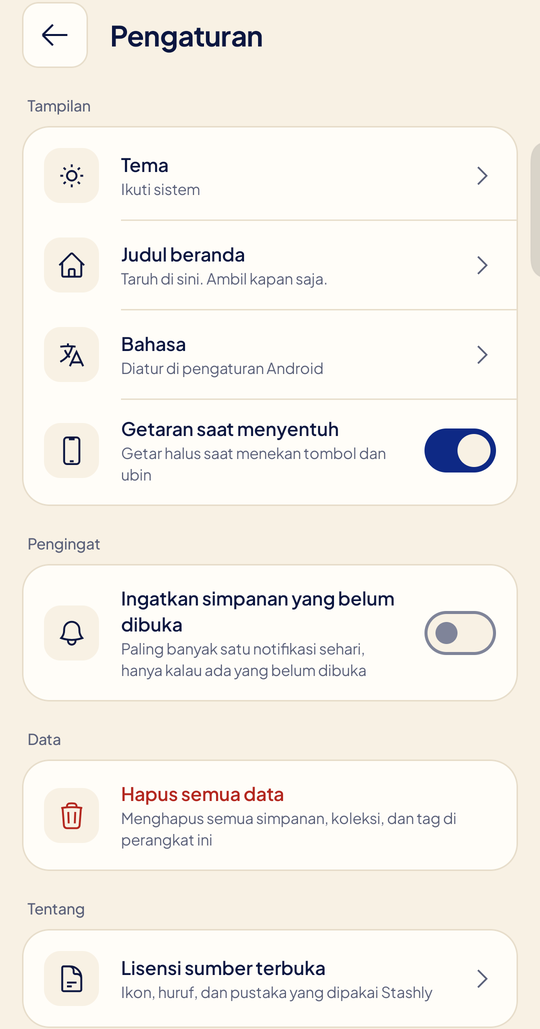 Pengaturan
Tampilan
Tema
Ikuti sistem
Judul beranda
Taruh di sini. Ambil kapan saja.
Bahasa
Diatur di pengaturan Android
Getaran saat menyentuh
Getar halus saat menekan tombol dan
ubin
Pengingat
Ingatkan simpanan yang belum
dibuka
Paling banyak satu notifikasi sehari,
hanya kalau ada yang belum dibuka
Data
Hapus semua data
Menghapus semua simpanan, koleksi, dan tag di
perangkat ini
Tentang
Lisensi sumber terbuka
Ikon, huruf, dan pustaka yang dipakai Stashly